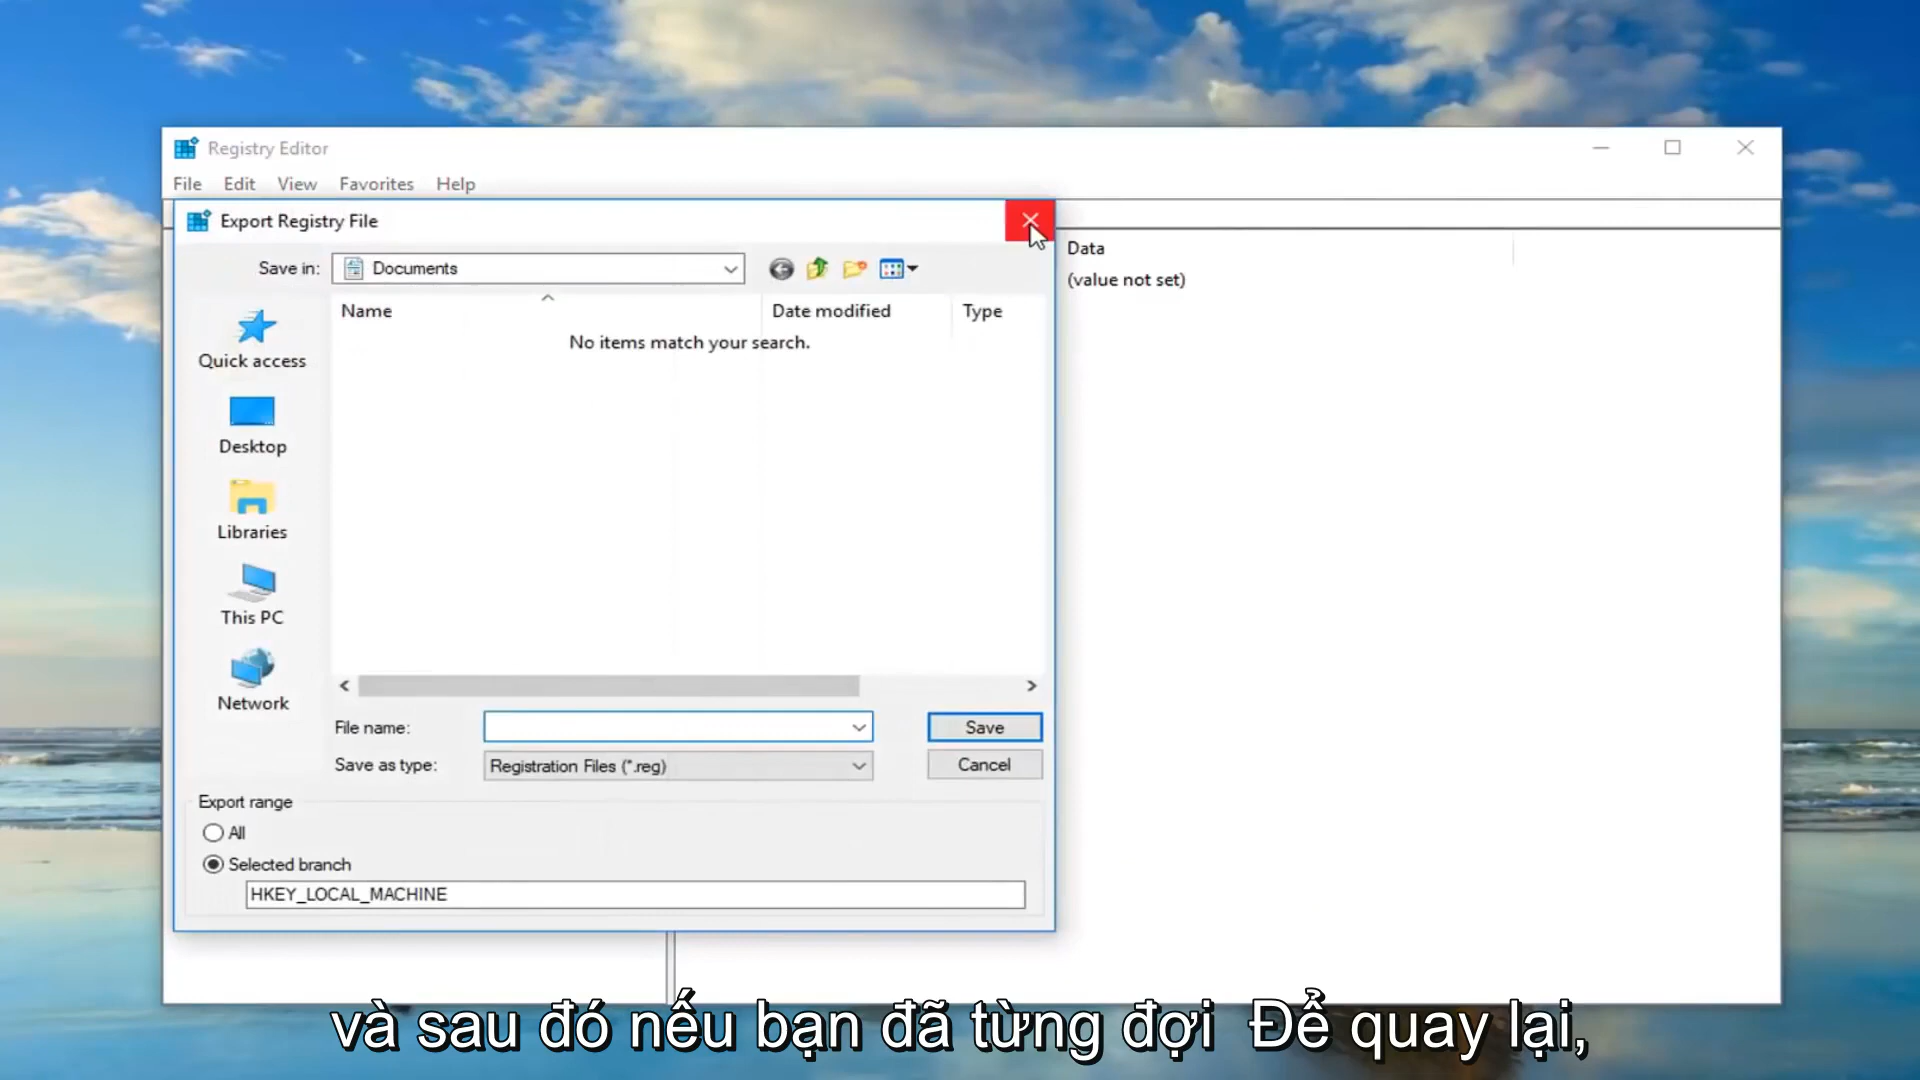 Registry Editor
File Edit View Favorites Help
Export Registry File
Save in: Documents
Data
(value not set)
Name Date modified Type
No items match your search.
Quick access
Desktop
Libraries
This PC
Network
File name: Save
Save as type: Registration Files (*.reg) Cancel
Export range
All
Selected branch
HKEY_LOCAL_MACHINE
và sau đó nếu bạn đã từng đợi Để quay lại,